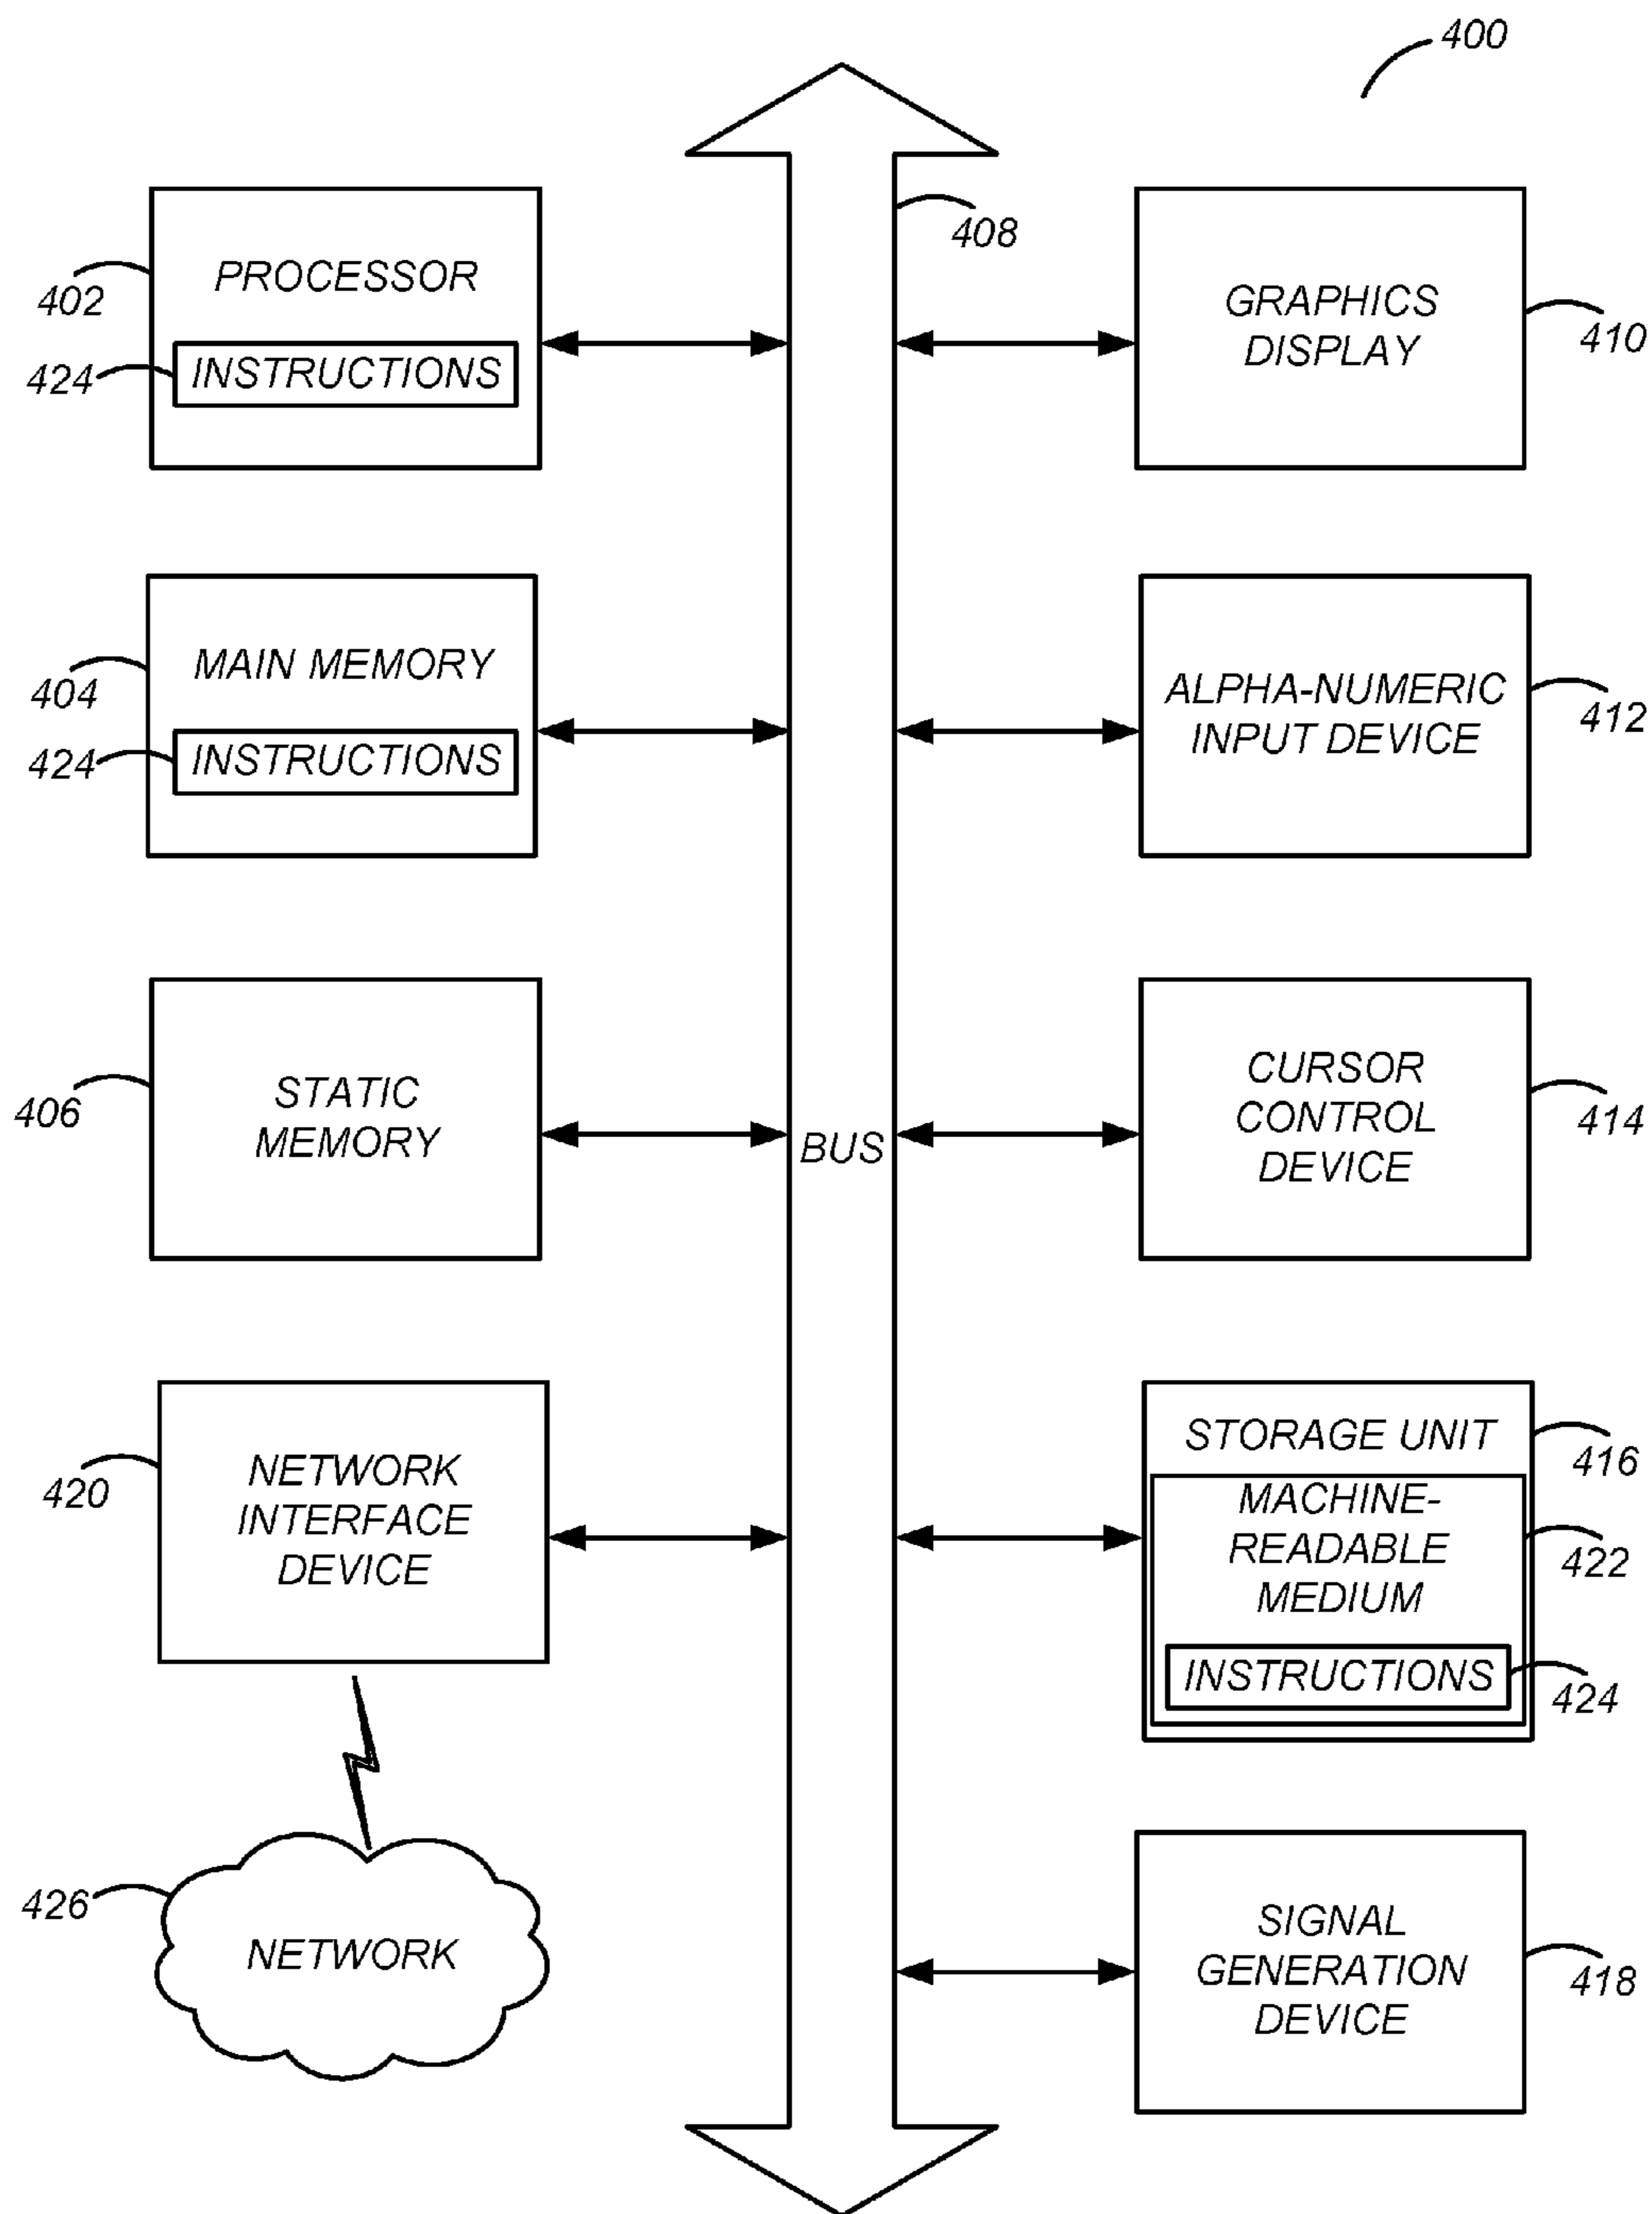 400
408
PROCESSOR
402
INSTRUCTIONS
424
GRAPHICS
DISPLAY
410
MAIN MEMORY
404
INSTRUCTIONS
424
ALPHA-NUMERIC
INPUT DEVICE
412
STATIC
MEMORY
406
BUS
CURSOR
CONTROL
DEVICE
414
NETWORK
INTERFACE
DEVICE
420
STORAGE UNIT
416
MACHINE-
READABLE
MEDIUM
422
INSTRUCTIONS
424
NETWORK
426
SIGNAL
GENERATION
DEVICE
418